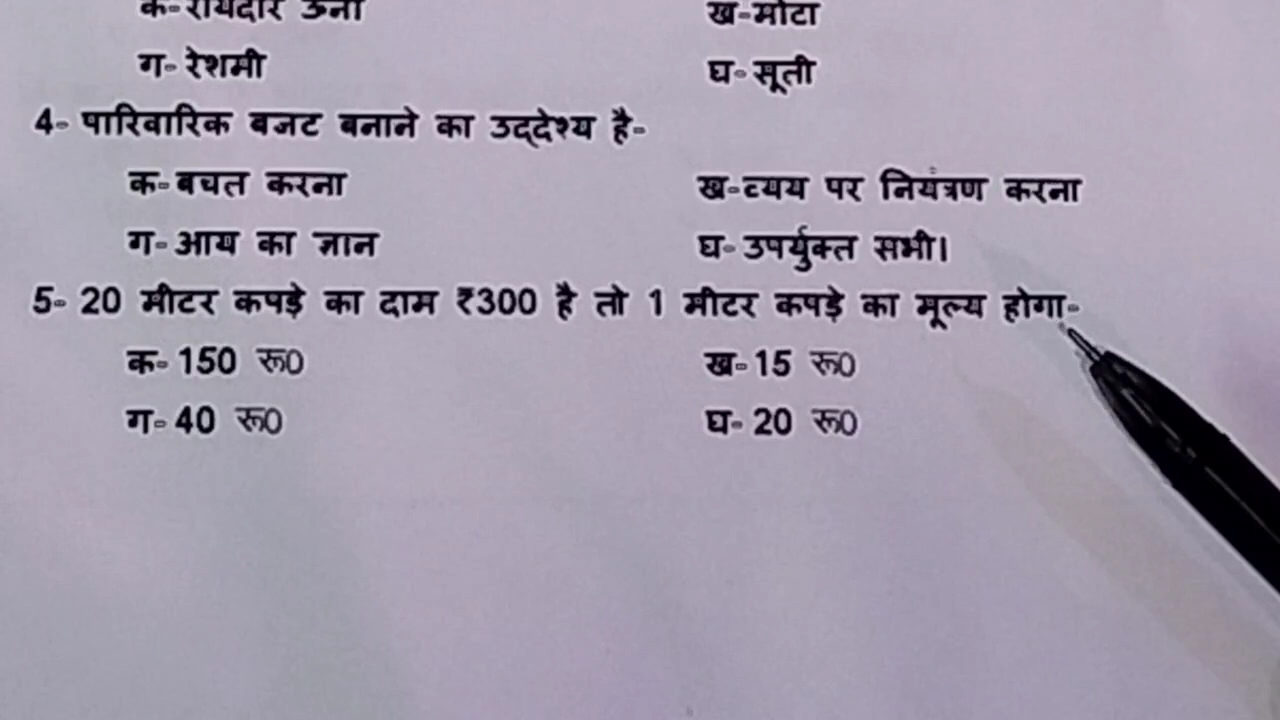 क- रोयेदार ऊनी ख-मोटा
ग- रेशमी घ- सूती
4- पारिवारिक बजट बनाने का उद्देश्य है-
क- बचत करना ख-व्यय पर नियंत्रण करना
ग- आय का ज्ञान घ- उपर्युक्त सभी।
5- 20 मीटर कपड़े का दाम ₹300 है तो 1 मीटर कपड़े का मूल्य होगा-
क- 150 रू0 ख- 15 रू0
ग- 40 रू0 घ- 20 रू0